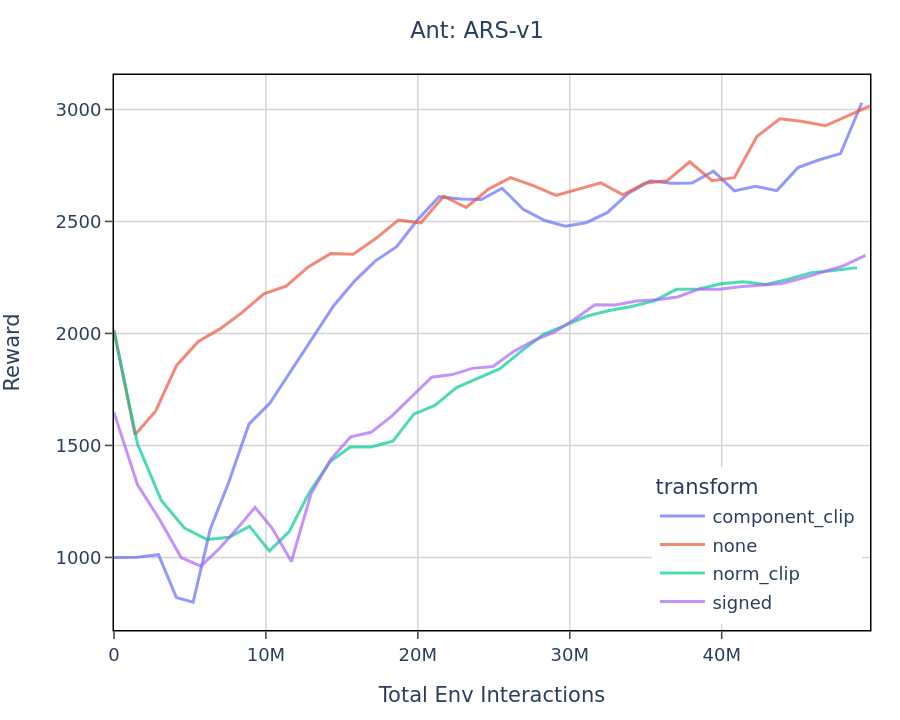 Ant: ARS-v1
3000
2500
2000
1500
1000
Reward
transform
component_clip
none
norm_clip
signed
0 10M 20M 30M 40M
Total Env Interactions